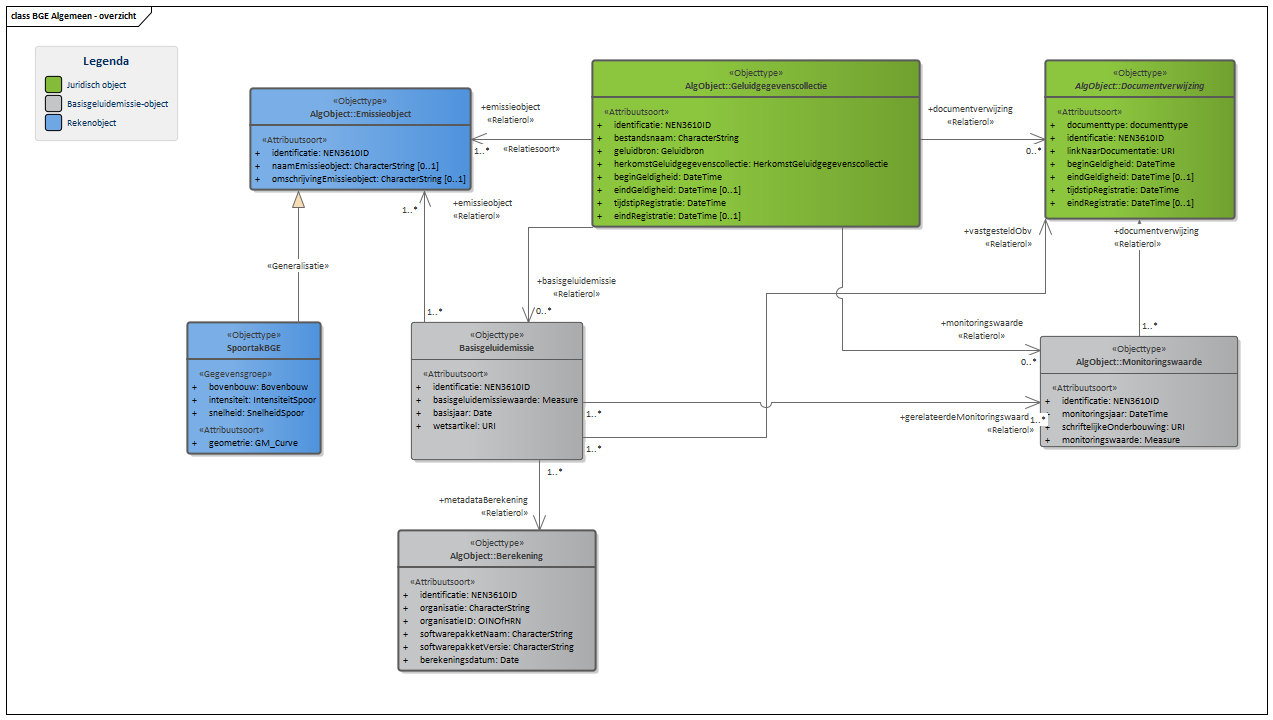 class BGE Algemeen - overzicht
Legenda
Juridisch object
Basisgeluidemissie-object
Rekenobject
«Objecttype»
AlgObject::Emissieobject
«Attribuutsoort»
+ identificatie: NEN3610ID
+ naamEmissieobject: CharacterString [0..1]
+ omschrijvingEmissieobject: CharacterString [0..1]
+emissieobject
«Relatierol»
1..*
«Relatiesoort»
«Objecttype»
AlgObject::Geluidgegevenscollectie
«Attribuutsoort»
+ identificatie: NEN3610ID
+ bestandsnaam: CharacterString
+ geluidbron: Geluidbron
+ herkomstGeluidgegevenscollectie: HerkomstGeluidgegevenscollectie
+ beginGeldigheid: DateTime
+ eindGeldigheid: DateTime [0..1]
+ tijdstipRegistratie: DateTime
+ eindRegistratie: DateTime [0..1]
+documentverwijzing
«Relatierol»
0..*
«Objecttype»
AlgObject::Documentverwijzing
«Attribuutsoort»
+ documenttype: documenttype
+ identificatie: NEN3610ID
+ linkNaarDocumentatie: URI
+ beginGeldigheid: DateTime
+ eindGeldigheid: DateTime [0..1]
+ tijdstipRegistratie: DateTime
+ eindRegistratie: DateTime [0..1]
1..*
+emissieobject
«Relatierol»
+vastgesteldObv
«Relatierol»
+documentverwijzing
«Relatierol»
«Generalisatie»
+basisgeluidemissie
«Relatierol»
1..*
0..*
+monitoringswaarde
«Relatierol»
0..*
1..*
«Objecttype»
SpoortakBGE
«Gegevensgroep»
+ bovenbouw: Bovenbouw
+ intensiteit: IntensiteitSpoor
+ snelheid: SnelheidSpoor
«Attribuutsoort»
+ geometrie: GM_Curve
«Objecttype»
Basisgeluidemissie
«Attribuutsoort»
+ identificatie: NEN3610ID
+ basisgeluidemissiewaarde: Measure
+ basisjaar: Date
+ wetsartikel: URI
1..*
1..*
1..*
+gerelateerdeMonitoringswaard
«Relatierol»
1..*
«Objecttype»
AlgObject::Monitoringswaarde
«Attribuutsoort»
+ identificatie: NEN3610ID
monitoringsjaar: DateTime
+ schriftelijkeOnderbouwing: URI
+ monitoringswaarde: Measure
+metadataBerekening
«Relatierol»
«Objecttype»
AlgObject::Berekening
«Attribuutsoort»
+ identificatie: NEN3610ID
+ organisatie: CharacterString
+ organisatieID: OINOfHRN
+ softwarepakketNaam: CharacterString
+ softwarepakketVersie: CharacterString
+ berekeningsdatum: Date